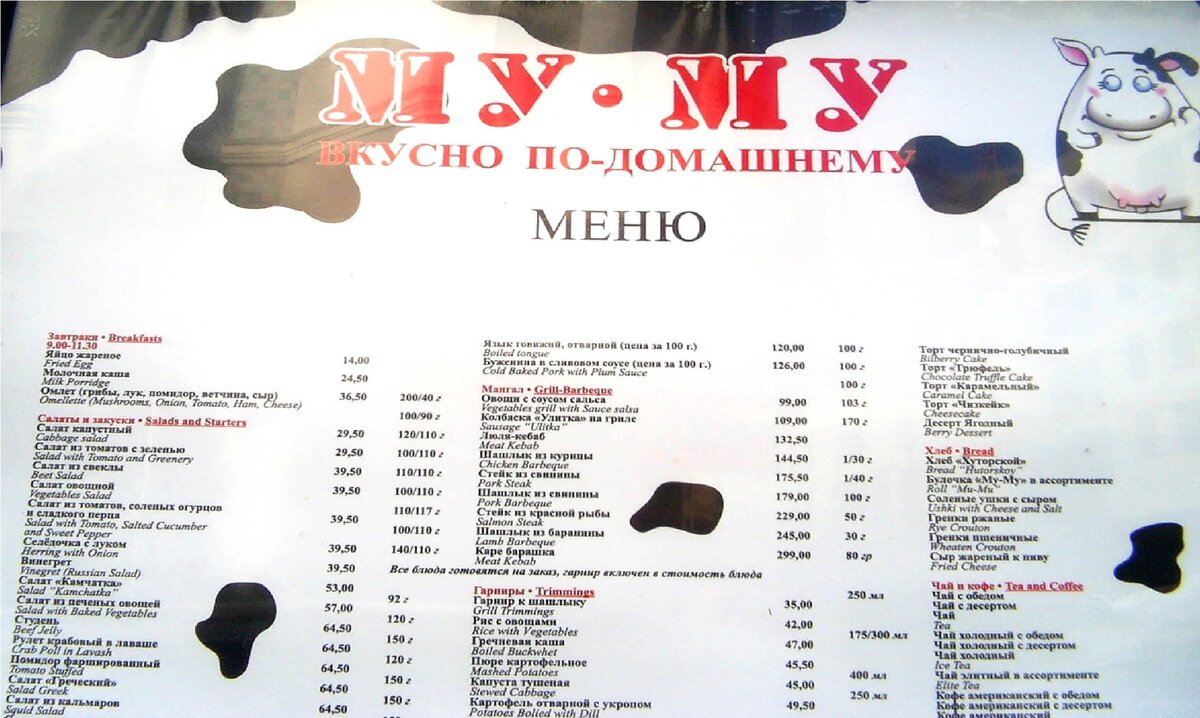 МУ·МУ
ВКУСНО ПО-ДОМАШНЕМУ
МЕНЮ
Завтраки • Breakfasts
9.00-11.30
Яйцо жареное
Fried Egg 14,00
Молочная каша
Milk Porridge 24,50
Омлет (грибы, лук, помидор, ветчина, сыр) 36,50
Omellette (Mushrooms, Onion, Tomato, Ham, Cheese)
Салаты и закуски • Salads and Starters
Салат капустный 29,50
Cabbage salad
Салат из томатов с зеленью 29,50
Salad with Tomato and Greenery
Салат из свеклы 39,50
Beet Salad
Салат овощной 39,50
Vegetables Salad
Салат из томатов, соленых огурцов
и сладкого перца 39,50
Salad with Tomato, Salted Cucumber
and Sweet Pepper
Селёдочка с луком 39,50
Herring with Onion
Винегрет 39,50
Vinegret (Russian Salad)
Салат «Камчатка» 53,00
Salad "Kamchatka"
Салат из печеных овощей 57,00
Salad with Baked Vegetables
Студень 64,50
Beef Jelly
Рулет крабовый в лаваше 64,50
Crab Poll in Lavash
Помидор фаршированный 64,50
Tomato Stuffed
Салат «Греческий» 64,50
Salad Greek
Салат из кальмаров 64,50
Squid Salad
200/40 г
100/90 г
120/110 г
100/110 г
110/110 г
100/110 г
110/117 г
100/110 г
140/110 г
92 г
120 г
150 г
120 г
150 г
150 г
Язык говяжий, отварной (цена за 100 г.) 120,00
Boiled tongue
Буженина в сливовом соусе (цена за 100 г.) 126,00
Cold Baked Pork with Plum Sauce
Мангал • Grill-Barbeque
Овощи с соусом сальса 99,00
Vegetables grill with Sauce salsa
Колбаска «Улитка» на гриле 109,00
Sausage "Ulitka"
Люля-кебаб 132,50
Meat Kebab
Шашлык из курицы 144,50
Chicken Barbeque
Стейк из свинины 175,50
Pork Steak
Шашлык из свинины 179,00
Pork Barbeque
Стейк из красной рыбы 229,00
Salmon Steak
Шашлык из баранины 245,00
Lamb Barbeque
Каре барашка 299,00
Meat Kebab
Все блюда готовятся на заказ, гарнир включен в стоимость блюда
Гарниры • Trimmings
Гарнир к шашлыку 35,00
Grill Trimmings
Рис с овощами 42,00
Rice with Vegetables
Гречневая каша 47,00
Boiled Buckwhet
Пюре картофельное 45,50
Mashed Potatoes
Капуста тушеная 45,00
Stewed Cabbage
Картофель отварной с укропом 49,50
Potatoes Bolied with Dill
100 г
100 г
100 г
103 г
170 г
1/30 г
1/40 г
100 г
50 г
30 г
80 гр
250 мл
175/300 мл
400 мл
250 мл
Торт чернично-голубичный
Bilberry Cake
Торт «Трюфель»
Chocolate Truffle Cake
Торт «Карамельный»
Caramel Cake
Торт «Чизкейк»
Cheesecake
Десерт Ягодный
Berry Dessert
Хлеб • Bread
Хлеб «Хуторской»
Bread "Hutorskoy"
Булочка «Му-Му» в ассортименте
Roll "Mu-Mu"
Соленые ушки с сыром
Ushki with Cheese and Salt
Гренки ржаные
Rye Crouton
Гренки пшеничные
Wheaten Crouton
Сыр жареный к пиву
Fried Cheese
Чай и кофе • Tea and Coffee
Чай с обедом
Чай с десертом
Чай
Tea
Чай холодный с обедом
Чай холодный с десертом
Чай холодный
Ice Tea
Чай элитный в ассортименте
Elite Tea
Кофе американский с обедом
Кофе американский с десертом
Кофе американский